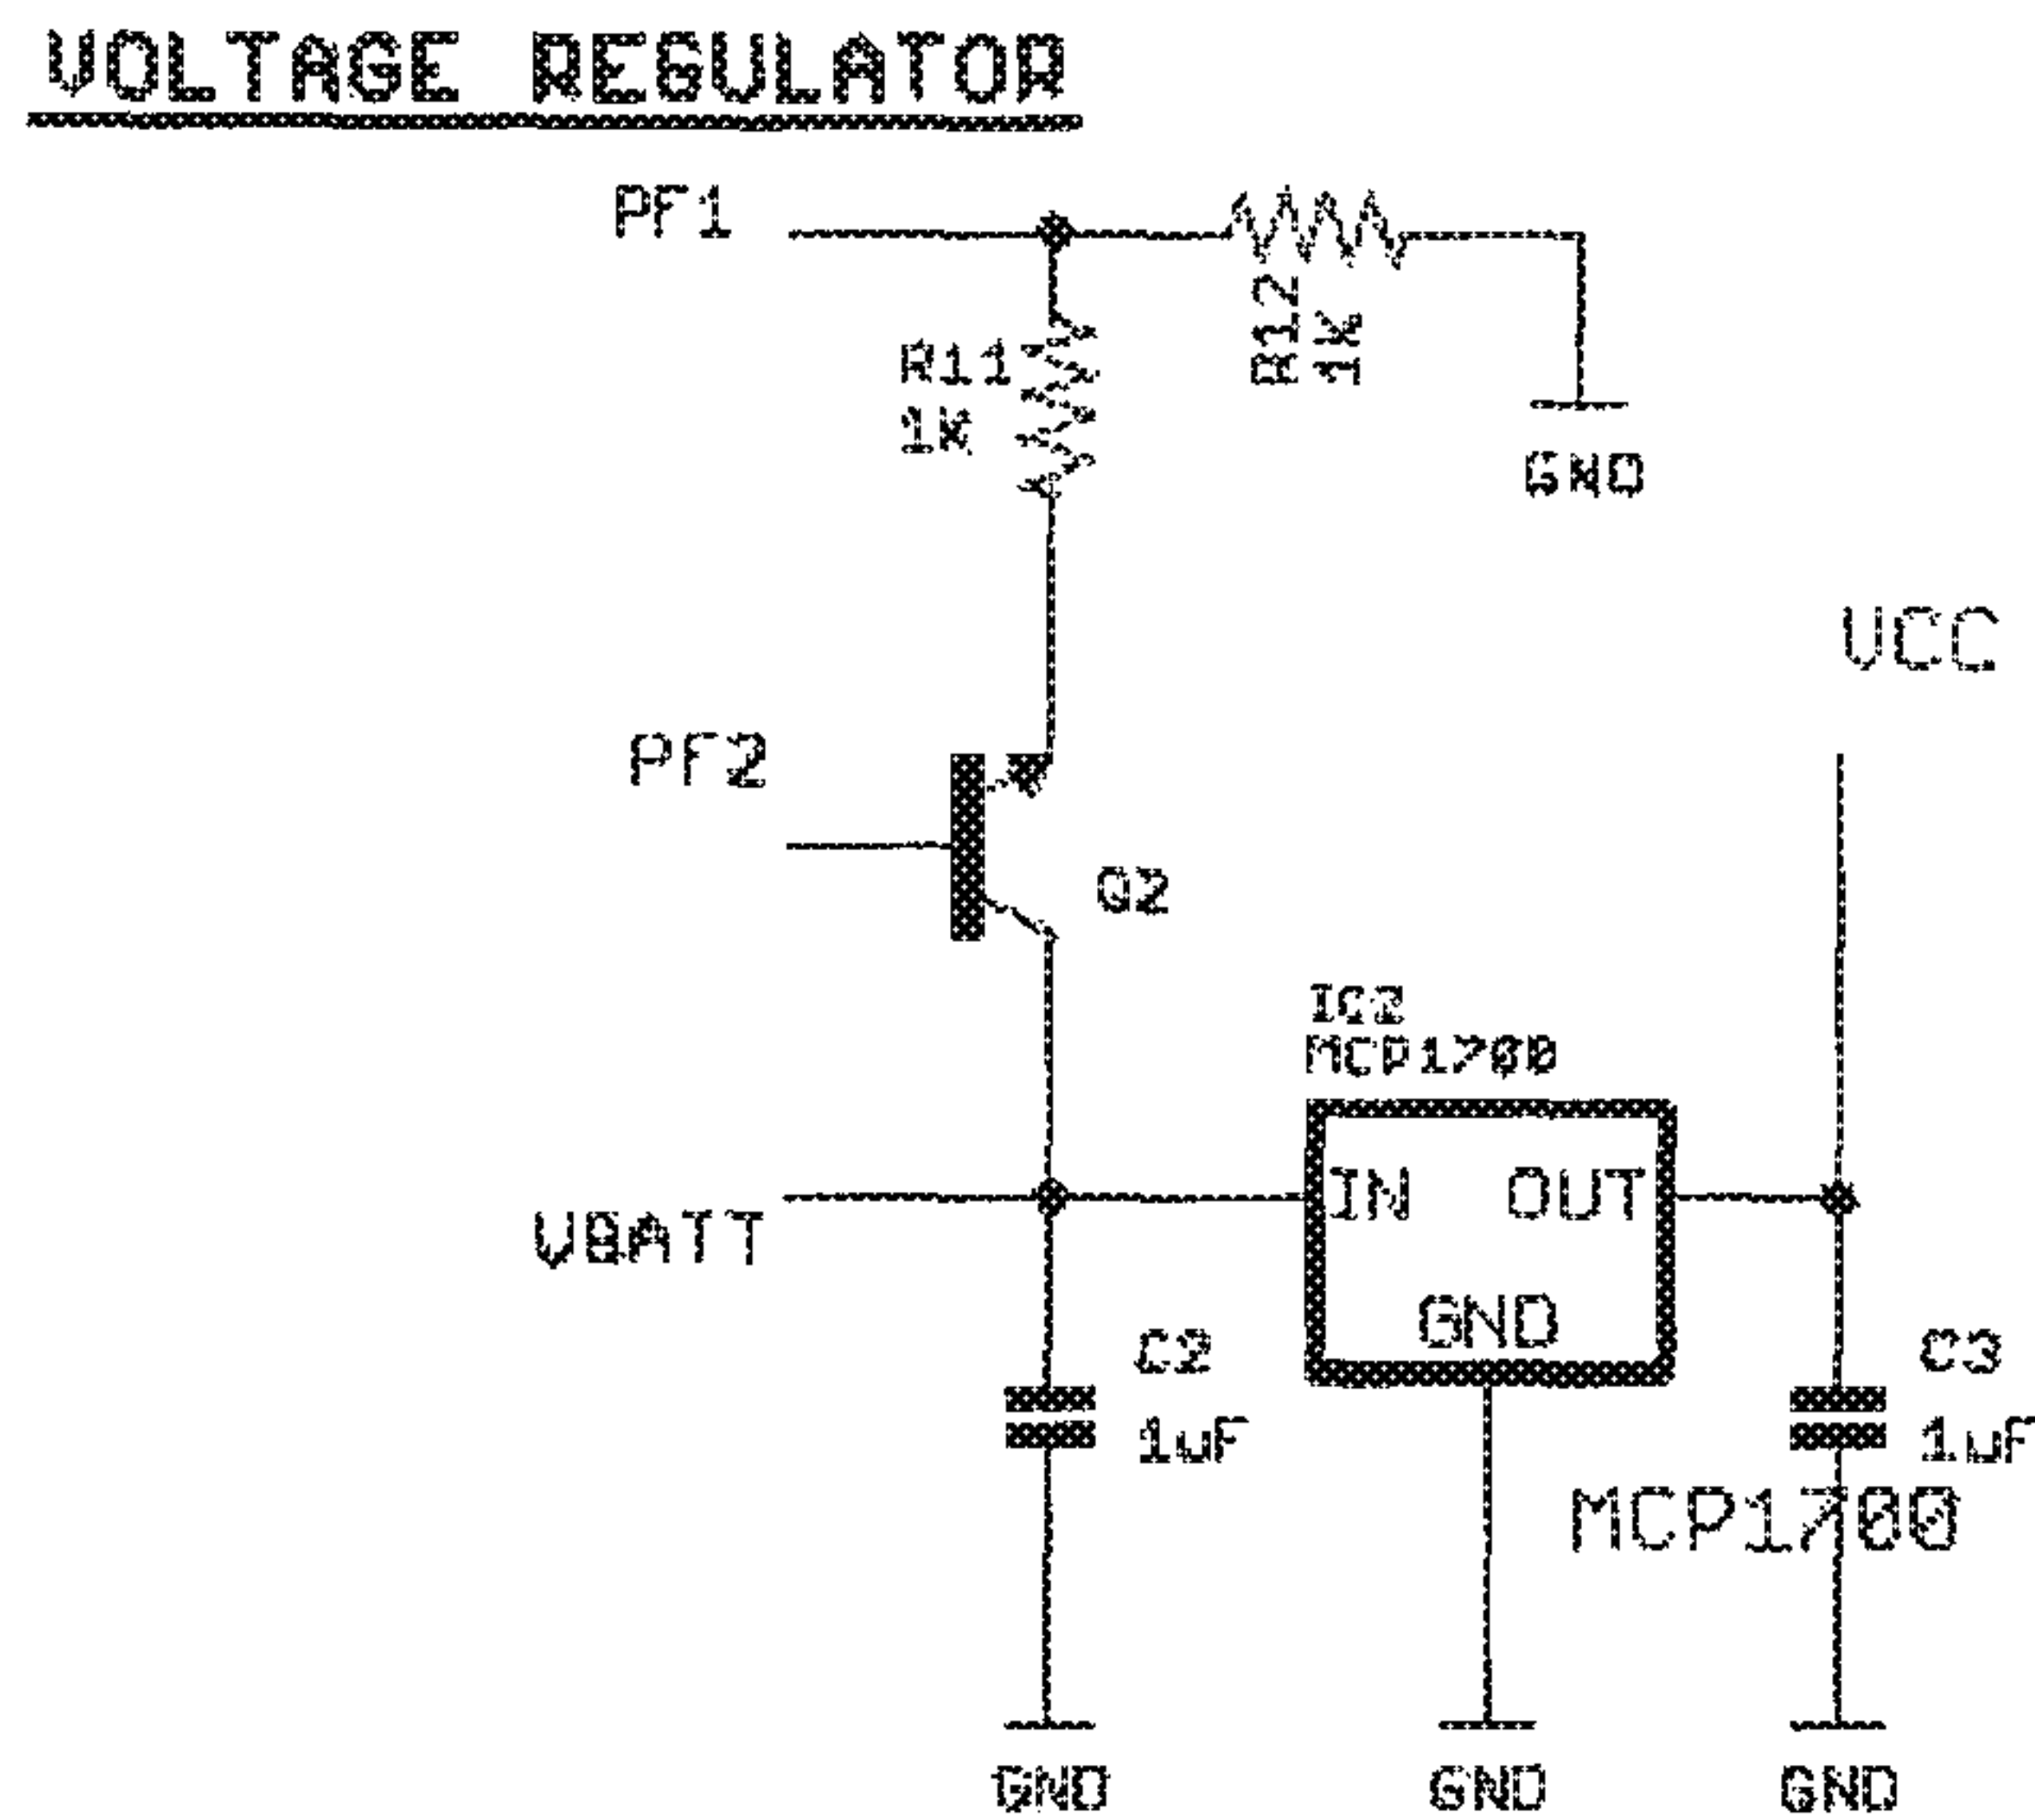 VOLTAGE REGULATOR
PF1
R12
1k
R11
1k
GND
VCC
PF2
Q2
IC2
MCP1700
IN OUT
VBATT
GND
C2
C3
1uF
1uF
MCP1700
GND
GND
GND